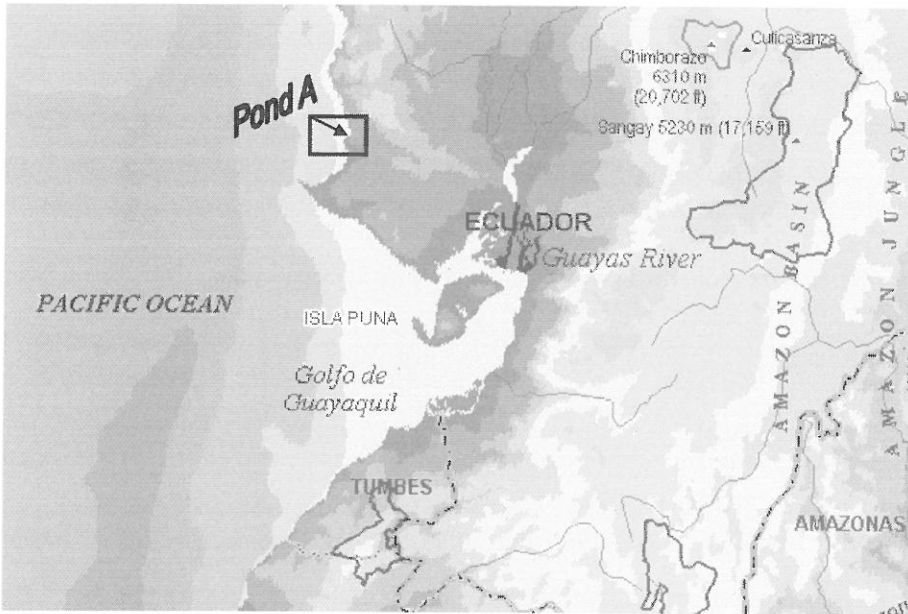 Culicasanza
Chimborazo
6310 m
(20,702 ft)
Pond A
Sangay 5230 m (17,159 ft)
ECUADOR
Guayas River
PACIFIC OCEAN
ISLA PUNA
Golfo de
Guayaquil
AMAZON BASIN
AMAZON JUNGLE
TUMBES
AMAZONAS